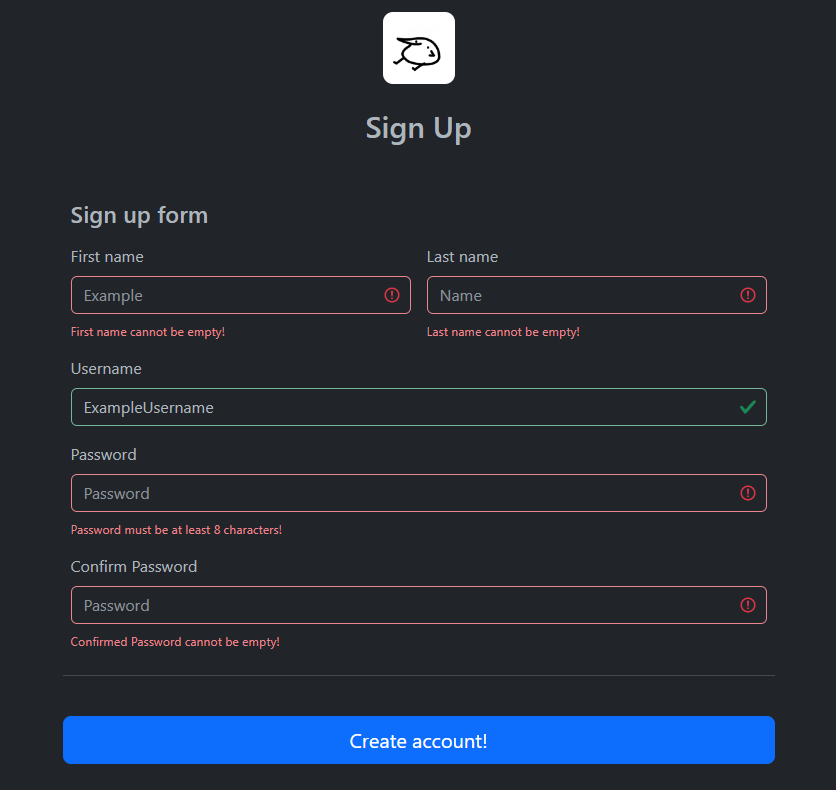 Sign Up
Sign up form
First name Last name
Example Name
First name cannot be empty! Last name cannot be empty!
Username
ExampleUsername
Password
Password
Password must be at least 8 characters!
Confirm Password
Password
Confirmed Password cannot be empty!
Create account!